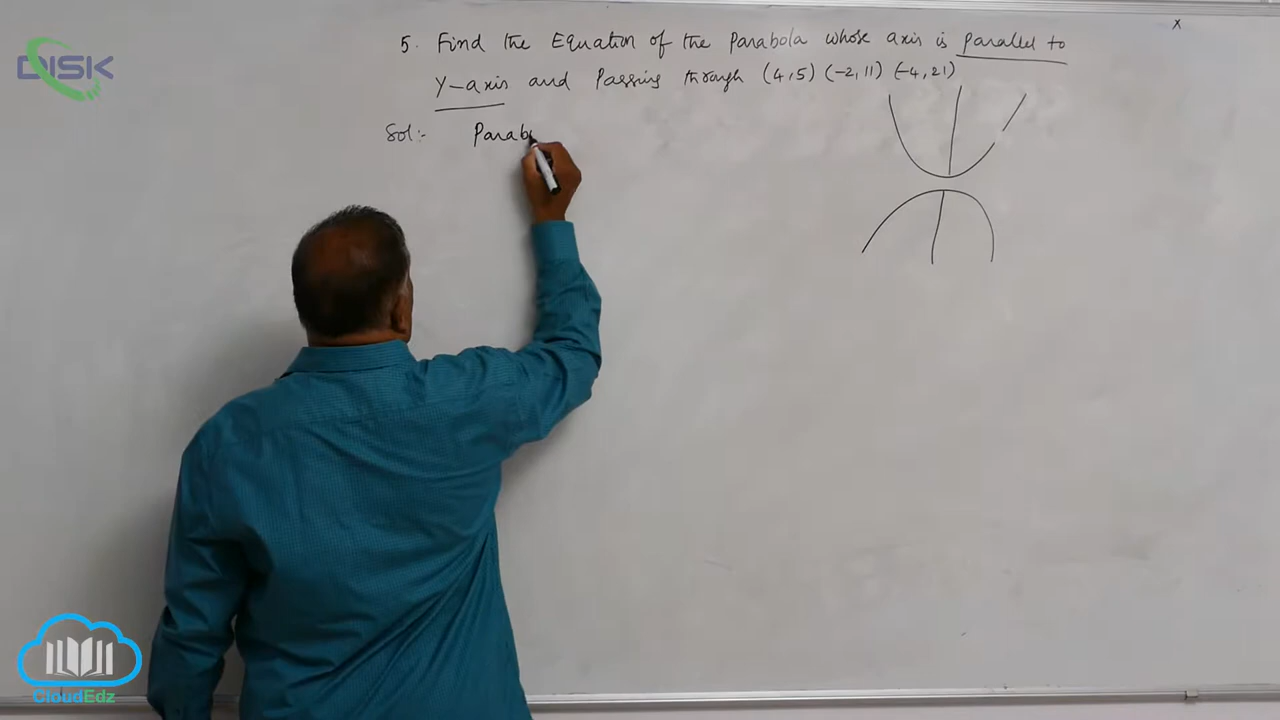 x
5. Find the Equation of the Parabola whose axis is parallel to
Y-axis and Passing through (4,5) (-2,11) (-4,21)
Sol:- Parab
DISK
CloudEdz